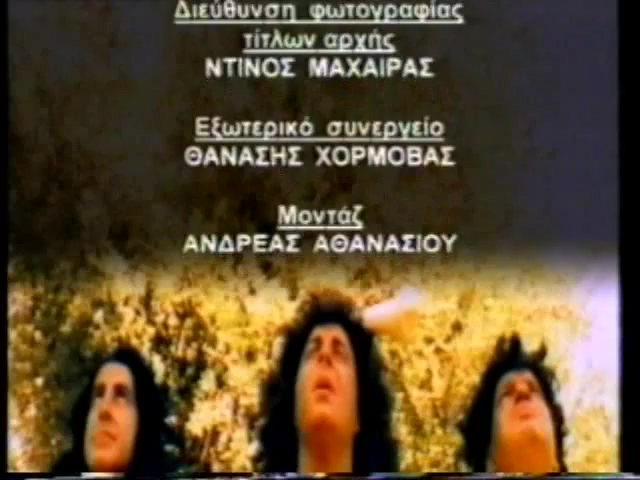 Διεύθυνση φωτογραφίας
τίτλων αρχής
ΝΤΙΝΟΣ ΜΑΧΑΙΡΑΣ
Εξωτερικό συνεργείο
ΘΑΝΑΣΗΣ ΧΟΡΜΟΒΑΣ
Μοντάζ
ΑΝΔΡΕΑΣ ΑΘΑΝΑΣΙΟΥ